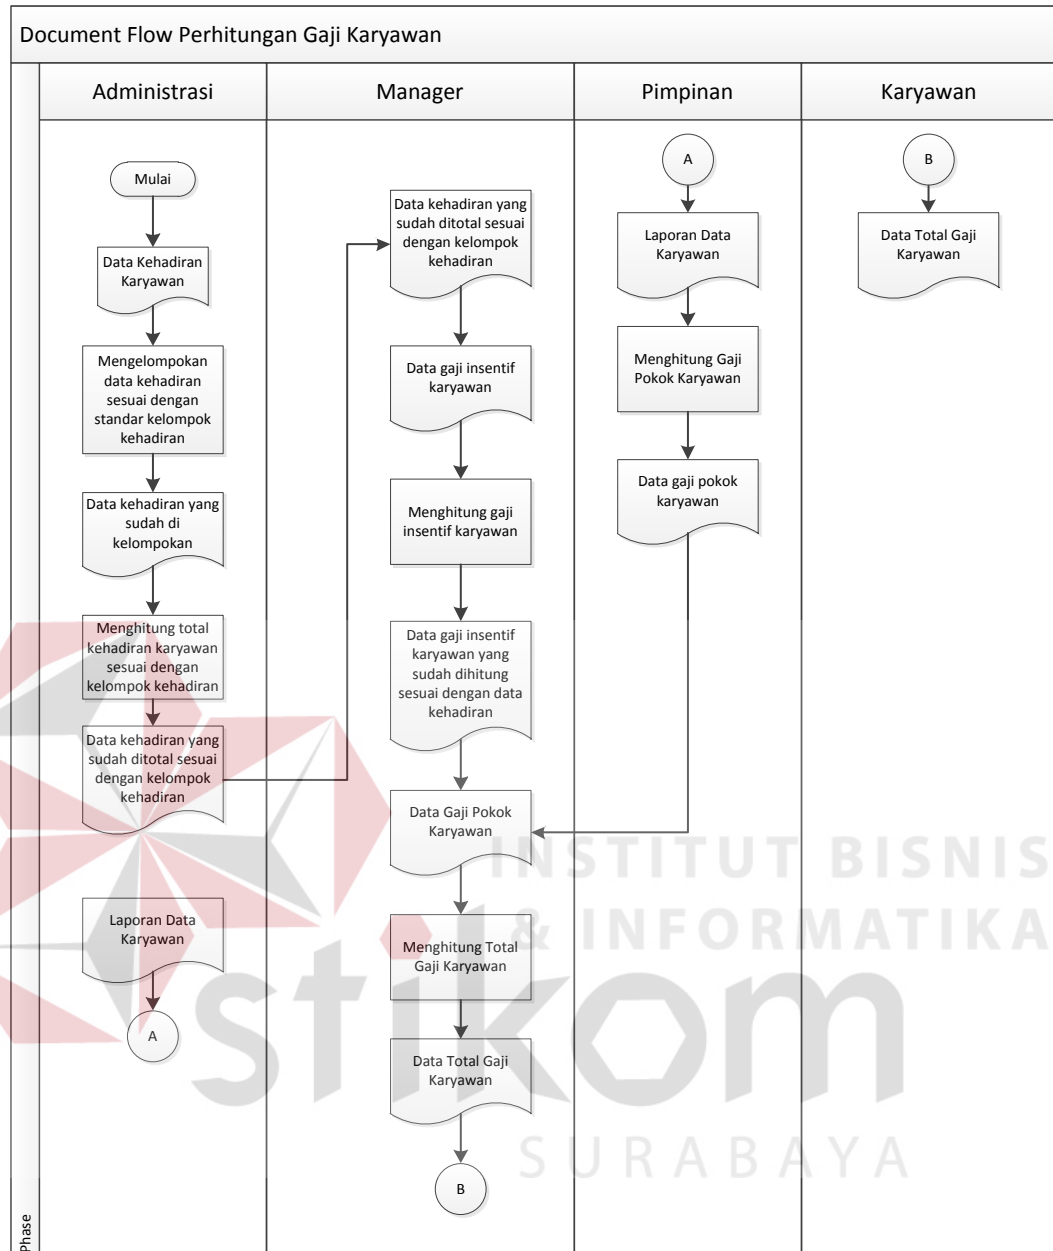 Document Flow Perhitungan Gaji Karyawan
Administrasi
Manager
Pimpinan
Karyawan
Mulai
Data Kehadiran
Karyawan
Mengelompokan
data kehadiran
sesuai dengan
standar kelompok
kehadiran
Data kehadiran yang
sudah di
kelompokan
Menghitung total
kehadiran karyawan
sesuai dengan
kelompok kehadiran
Data kehadiran yang
sudah ditotal sesuai
dengan kelompok
kehadiran
Laporan Data
Karyawan
A
Data kehadiran yang
sudah ditotal sesuai
dengan kelompok
kehadiran
Data gaji insentif
karyawan
Menghitung gaji
insentif karyawan
Data gaji insentif
karyawan yang
sudah dihitung
sesuai dengan data
kehadiran
Data Gaji Pokok
Karyawan
Menghitung Total
Gaji Karyawan
Data Total Gaji
Karyawan
B
A
Laporan Data
Karyawan
Menghitung Gaji
Pokok Karyawan
Data gaji pokok
karyawan
B
Data Total Gaji
Karyawan
Phase
INSTITUT BISNIS
& INFORMATIKA
stikom
SURABAYA